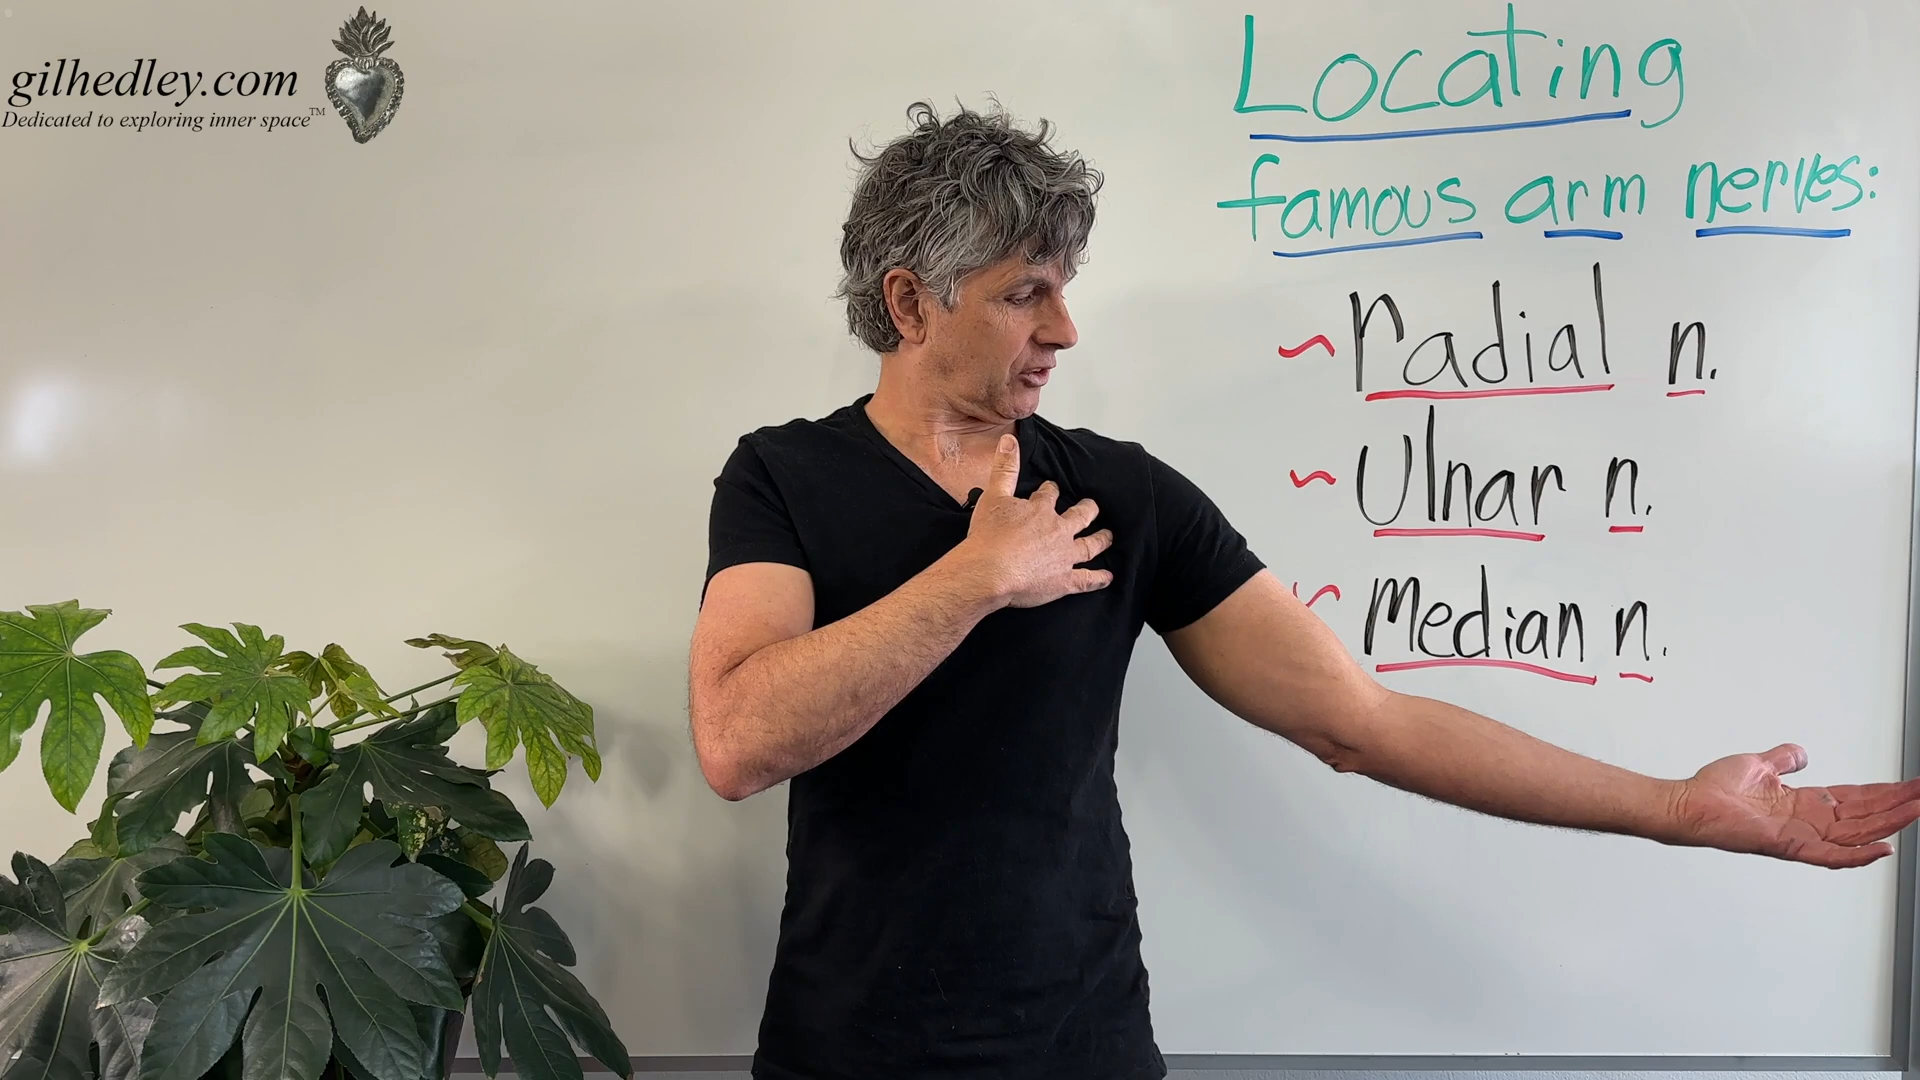 gilhedley.com
Dedicated to exploring inner space™
Locating
famous arm nerves:
~ radial n.
~ Ulnar n.
~ Median n.